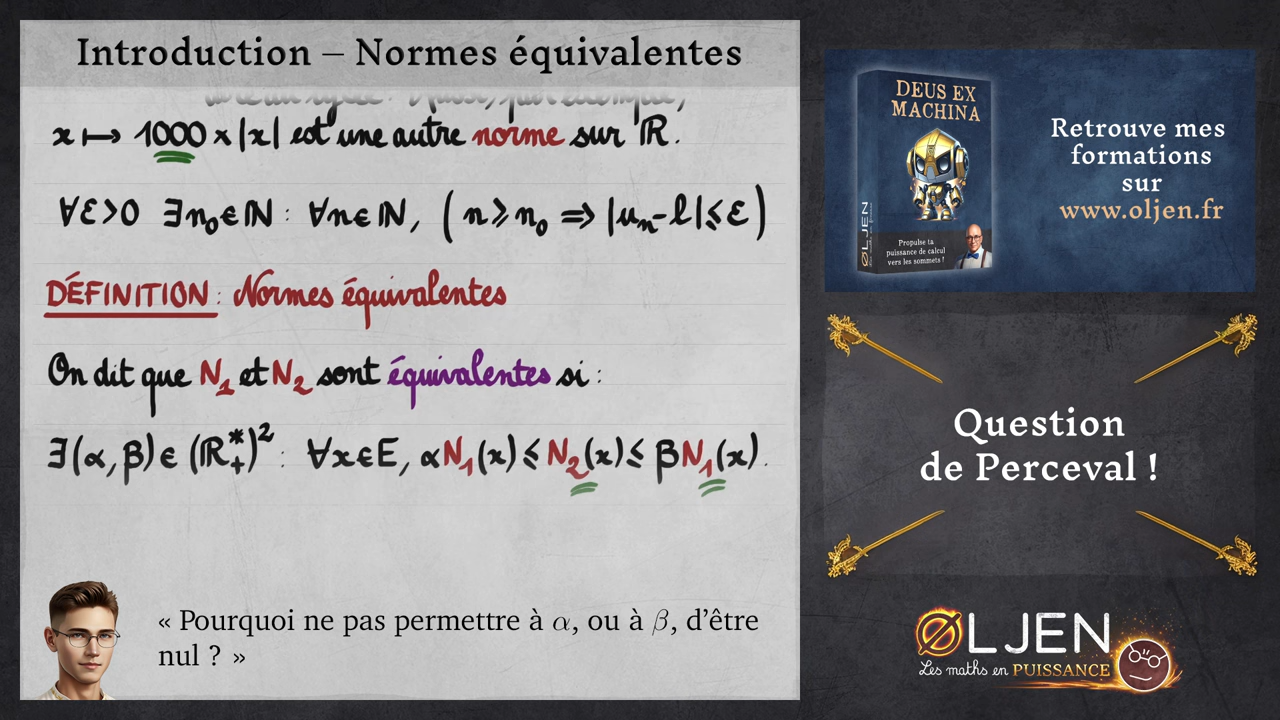 Introduction – Normes équivalentes
x ↦ 1000 × |x| est une autre norme sur ℝ.
∀ε>0 ∃n₀∈ℕ : ∀n∈ℕ, (n ⩾ n₀ ⇒ |uₙ-l| ⩽ ε)
DÉFINITION : Normes équivalentes
On dit que N₁ et N₂ sont équivalentes si :
∃(α, β) ∈ (ℝ₊*)² : ∀x∈E, αN₁(x) ⩽ N₂(x) ⩽ βN₁(x).
« Pourquoi ne pas permettre à α, ou à β, d'être
nul ? »
DEUS EX
MACHINA
ØLJEN
Propulse ta
puissance de calcul
vers les sommets !
Retrouve mes
formations
sur
www.oljen.fr
Question
de Perceval !
ØLJEN
Les maths en PUISSANCE